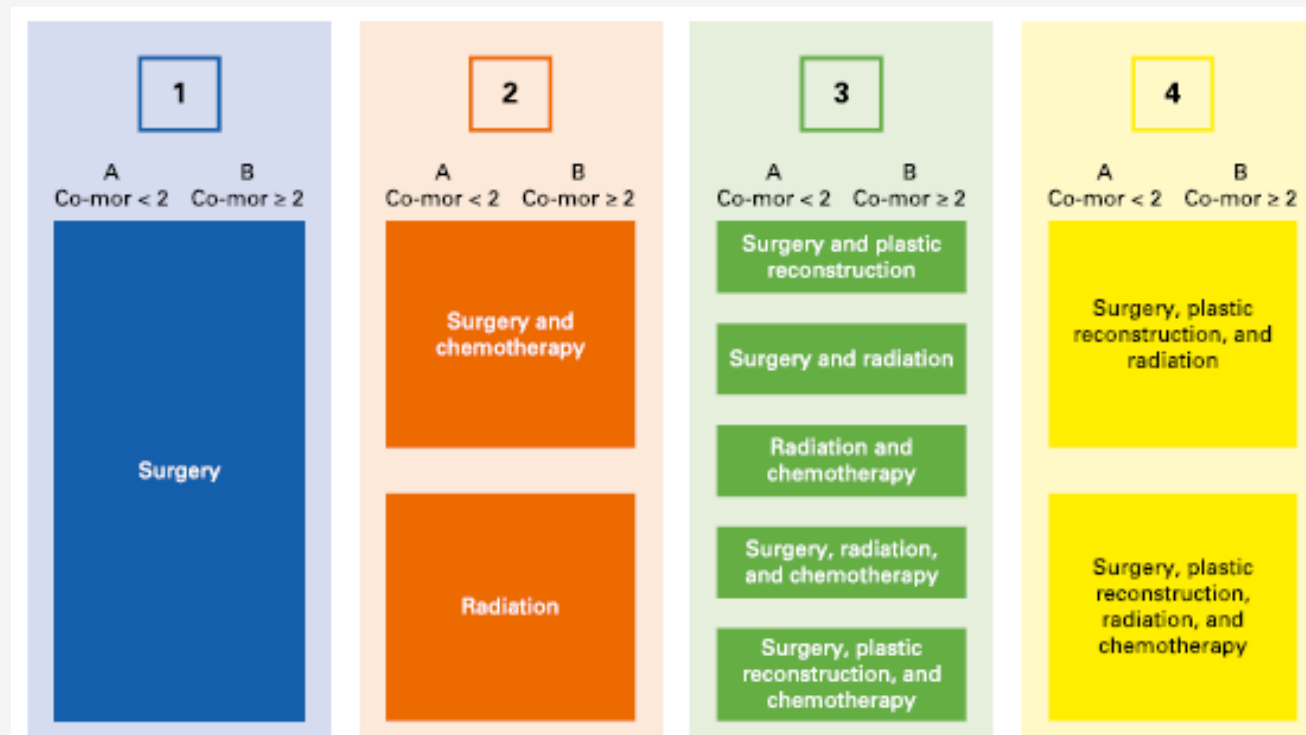 1
A B
Co-mor < 2 Co-mor ≥ 2
Surgery
2
A B
Co-mor < 2 Co-mor ≥ 2
Surgery and
chemotherapy
Radiation
3
A B
Co-mor < 2 Co-mor ≥ 2
Surgery and plastic
reconstruction
Surgery and radiation
Radiation and
chemotherapy
Surgery, radiation,
and chemotherapy
Surgery, plastic
reconstruction, and
chemotherapy
4
A B
Co-mor < 2 Co-mor ≥ 2
Surgery, plastic
reconstruction, and
radiation
Surgery, plastic
reconstruction,
radiation, and
chemotherapy